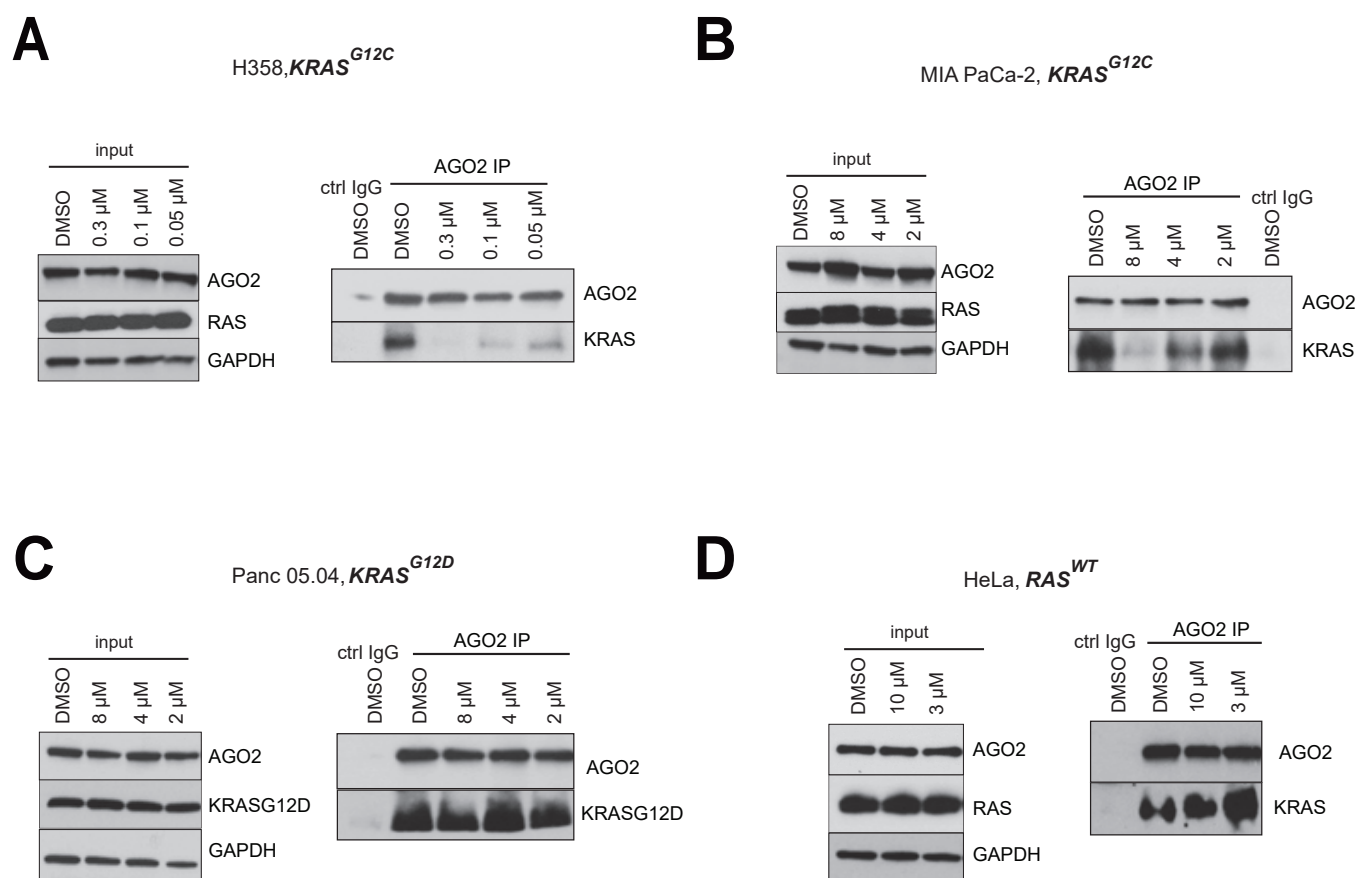 A
H358, KRAS^G12C
input
DMSO
0.3 µM
0.1 µM
0.05 µM
AGO2
RAS
GAPDH
ctrl IgG
AGO2 IP
DMSO
DMSO
0.3 µM
0.1 µM
0.05 µM
AGO2
KRAS
B
MIA PaCa-2, KRAS^G12C
input
DMSO
8 µM
4 µM
2 µM
AGO2
RAS
GAPDH
AGO2 IP
ctrl IgG
DMSO
8 µM
4 µM
2 µM
DMSO
AGO2
KRAS
C
Panc 05.04, KRAS^G12D
input
DMSO
8 µM
4 µM
2 µM
AGO2
KRASG12D
GAPDH
ctrl IgG
AGO2 IP
DMSO
DMSO
8 µM
4 µM
2 µM
AGO2
KRASG12D
D
HeLa, RAS^WT
input
DMSO
10 µM
3 µM
AGO2
RAS
GAPDH
ctrl IgG
AGO2 IP
DMSO
DMSO
10 µM
3 µM
AGO2
KRAS